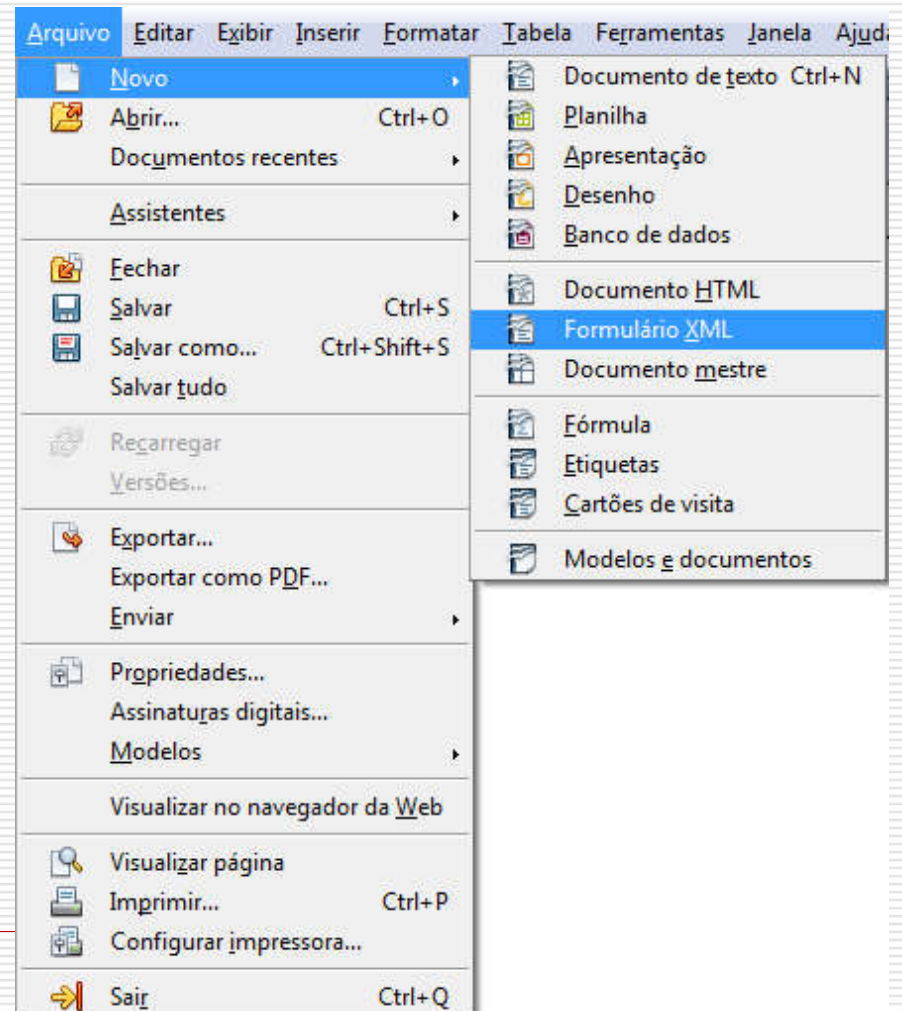 Arquivo Editar Exibir Inserir Formatar Tabela Ferramentas Janela
Novo
Abrir... Ctrl+O
Documentos recentes
Assistentes
Fechar
Salvar Ctrl+S
Salvar como... Ctrl+Shift+S
Salvar tudo
Recarregar
Versões...
Exportar...
Exportar como PDF...
Enviar
Propriedades...
Assinaturas digitais...
Modelos
Visualizar no navegador da Web
Visualizar página
Imprimir... Ctrl+P
Configurar impressora...
Sair Ctrl+Q
Documento de texto Ctrl+N
Planilha
Apresentação
Desenho
Banco de dados
Documento HTML
Formulário XML
Documento mestre
Fórmula
Etiquetas
Cartões de visita
Modelos e documentos